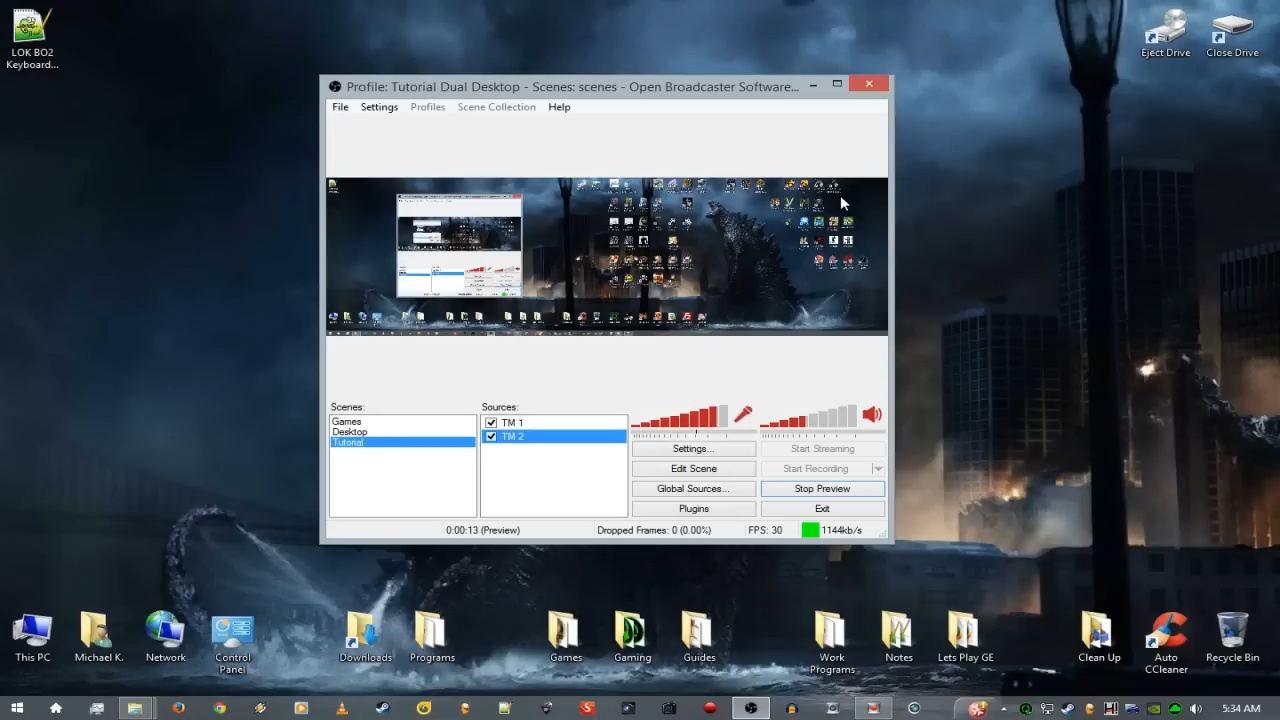 LOK BO2
Keyboard...
Eject Drive
Close Drive
Profile: Tutorial Dual Desktop - Scenes: scenes - Open Broadcaster Software...
File Settings Profiles Scene Collection Help
Scenes:
Games
Desktop
Tutorial
Sources:
TM 1
TM 2
Settings...
Start Streaming
Edit Scene
Start Recording
Global Sources...
Stop Preview
Plugins
Exit
0:00:13 (Preview) Dropped Frames: 0 (0.00%) FPS: 30 1144kb/s
This PC
Michael K.
Network
Control
Panel
Downloads
Programs
Games
Gaming
Guides
Work
Programs
Notes
Lets Play GE
Clean Up
Auto
CCleaner
Recycle Bin
5:34 AM